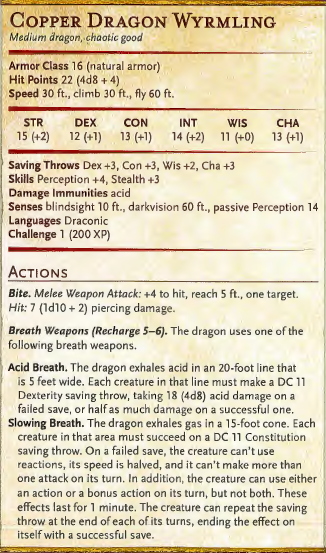 COPPER DRAGON WYRMLING
Medium dragon, chaotic good
Armor Class 16 (natural armor)
Hit Points 22 (4d8 + 4)
Speed 30 ft., climb 30 ft., fly 60 ft.
STR DEX CON INT WIS CHA
15 (+2) 12 (+1) 13 (+1) 14 (+2) 11 (+0) 13 (+1)
Saving Throws Dex +3, Con +3, Wis +2, Cha +3
Skills Perception +4, Stealth +3
Damage Immunities acid
Senses blindsight 10 ft., darkvision 60 ft., passive Perception 14
Languages Draconic
Challenge 1 (200 XP)
ACTIONS
Bite. Melee Weapon Attack: +4 to hit, reach 5 ft., one target.
Hit: 7 (1d10 + 2) piercing damage.
Breath Weapons (Recharge 5–6). The dragon uses one of the
following breath weapons.
Acid Breath. The dragon exhales acid in an 20-foot line that
is 5 feet wide. Each creature in that line must make a DC 11
Dexterity saving throw, taking 18 (4d8) acid damage on a
failed save, or half as much damage on a successful one.
Slowing Breath. The dragon exhales gas in a 15-foot cone. Each
creature in that area must succeed on a DC 11 Constitution
saving throw. On a failed save, the creature can't use
reactions, its speed is halved, and it can't make more than
one attack on its turn. In addition, the creature can use either
an action or a bonus action on its turn, but not both. These
effects last for 1 minute. The creature can repeat the saving
throw at the end of each of its turns, ending the effect on
itself with a successful save.